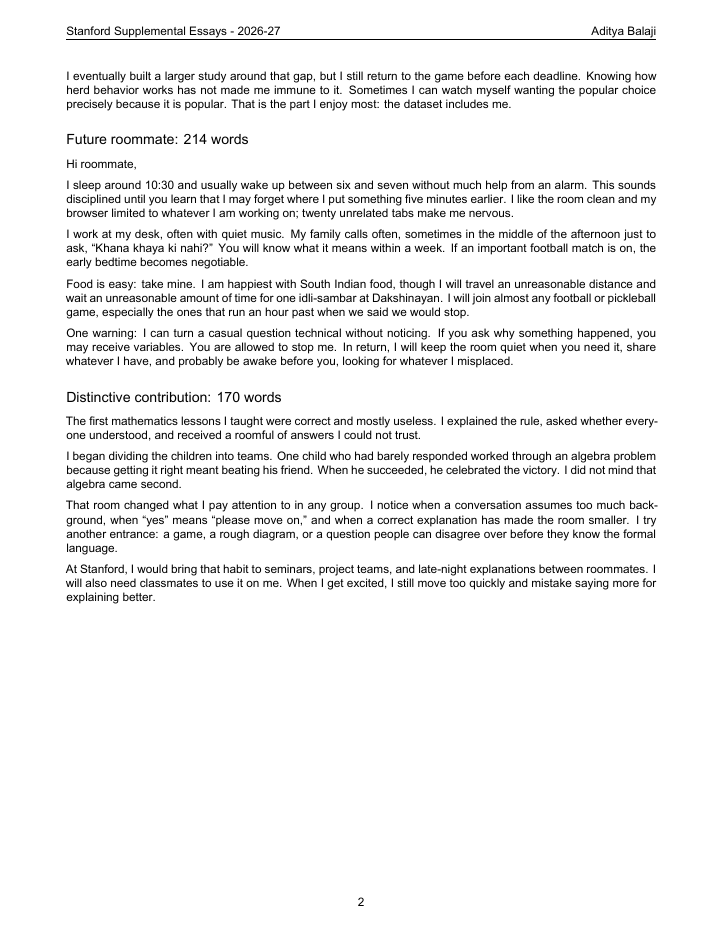 Stanford Supplemental Essays - 2026-27 Aditya Balaji
I eventually built a larger study around that gap, but I still return to the game before each deadline. Knowing how
herd behavior works has not made me immune to it. Sometimes I can watch myself wanting the popular choice
precisely because it is popular. That is the part I enjoy most: the dataset includes me.
Future roommate: 214 words
Hi roommate,
I sleep around 10:30 and usually wake up between six and seven without much help from an alarm. This sounds
disciplined until you learn that I may forget where I put something five minutes earlier. I like the room clean and my
browser limited to whatever I am working on; twenty unrelated tabs make me nervous.
I work at my desk, often with quiet music. My family calls often, sometimes in the middle of the afternoon just to
ask, “Khana khaya ki nahi?” You will know what it means within a week. If an important football match is on, the
early bedtime becomes negotiable.
Food is easy: take mine. I am happiest with South Indian food, though I will travel an unreasonable distance and
wait an unreasonable amount of time for one idli-sambar at Dakshinayan. I will join almost any football or pickleball
game, especially the ones that run an hour past when we said we would stop.
One warning: I can turn a casual question technical without noticing. If you ask why something happened, you
may receive variables. You are allowed to stop me. In return, I will keep the room quiet when you need it, share
whatever I have, and probably be awake before you, looking for whatever I misplaced.
Distinctive contribution: 170 words
The first mathematics lessons I taught were correct and mostly useless. I explained the rule, asked whether every-
one understood, and received a roomful of answers I could not trust.
I began dividing the children into teams. One child who had barely responded worked through an algebra problem
because getting it right meant beating his friend. When he succeeded, he celebrated the victory. I did not mind that
algebra came second.
That room changed what I pay attention to in any group. I notice when a conversation assumes too much back-
ground, when “yes” means “please move on,” and when a correct explanation has made the room smaller. I try
another entrance: a game, a rough diagram, or a question people can disagree over before they know the formal
language.
At Stanford, I would bring that habit to seminars, project teams, and late-night explanations between roommates. I
will also need classmates to use it on me. When I get excited, I still move too quickly and mistake saying more for
explaining better.
2